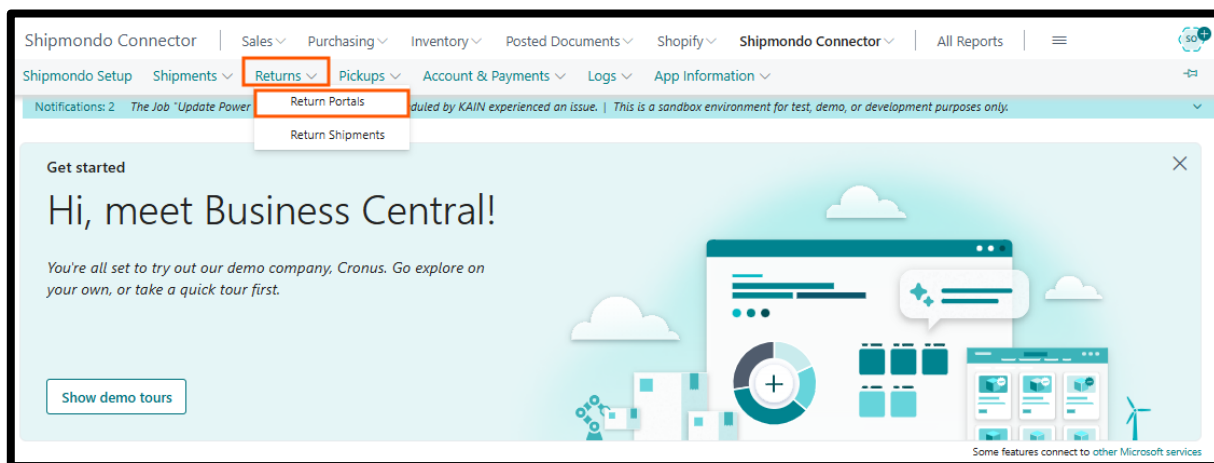 Shipmondo Connector Sales Purchasing Inventory Posted Documents Shopify Shipmondo Connector All Reports SO
Shipmondo Setup Shipments Returns Pickups Account & Payments Logs App Information
Notifications: 2 The Job "Update Power duled by KAIN experienced an issue. | This is a sandbox environment for test, demo, or development purposes only.
Return Portals
Return Shipments
Get started
Hi, meet Business Central!
You're all set to try out our demo company, Cronus. Go explore on
your own, or take a quick tour first.
Show demo tours
Some features connect to other Microsoft services